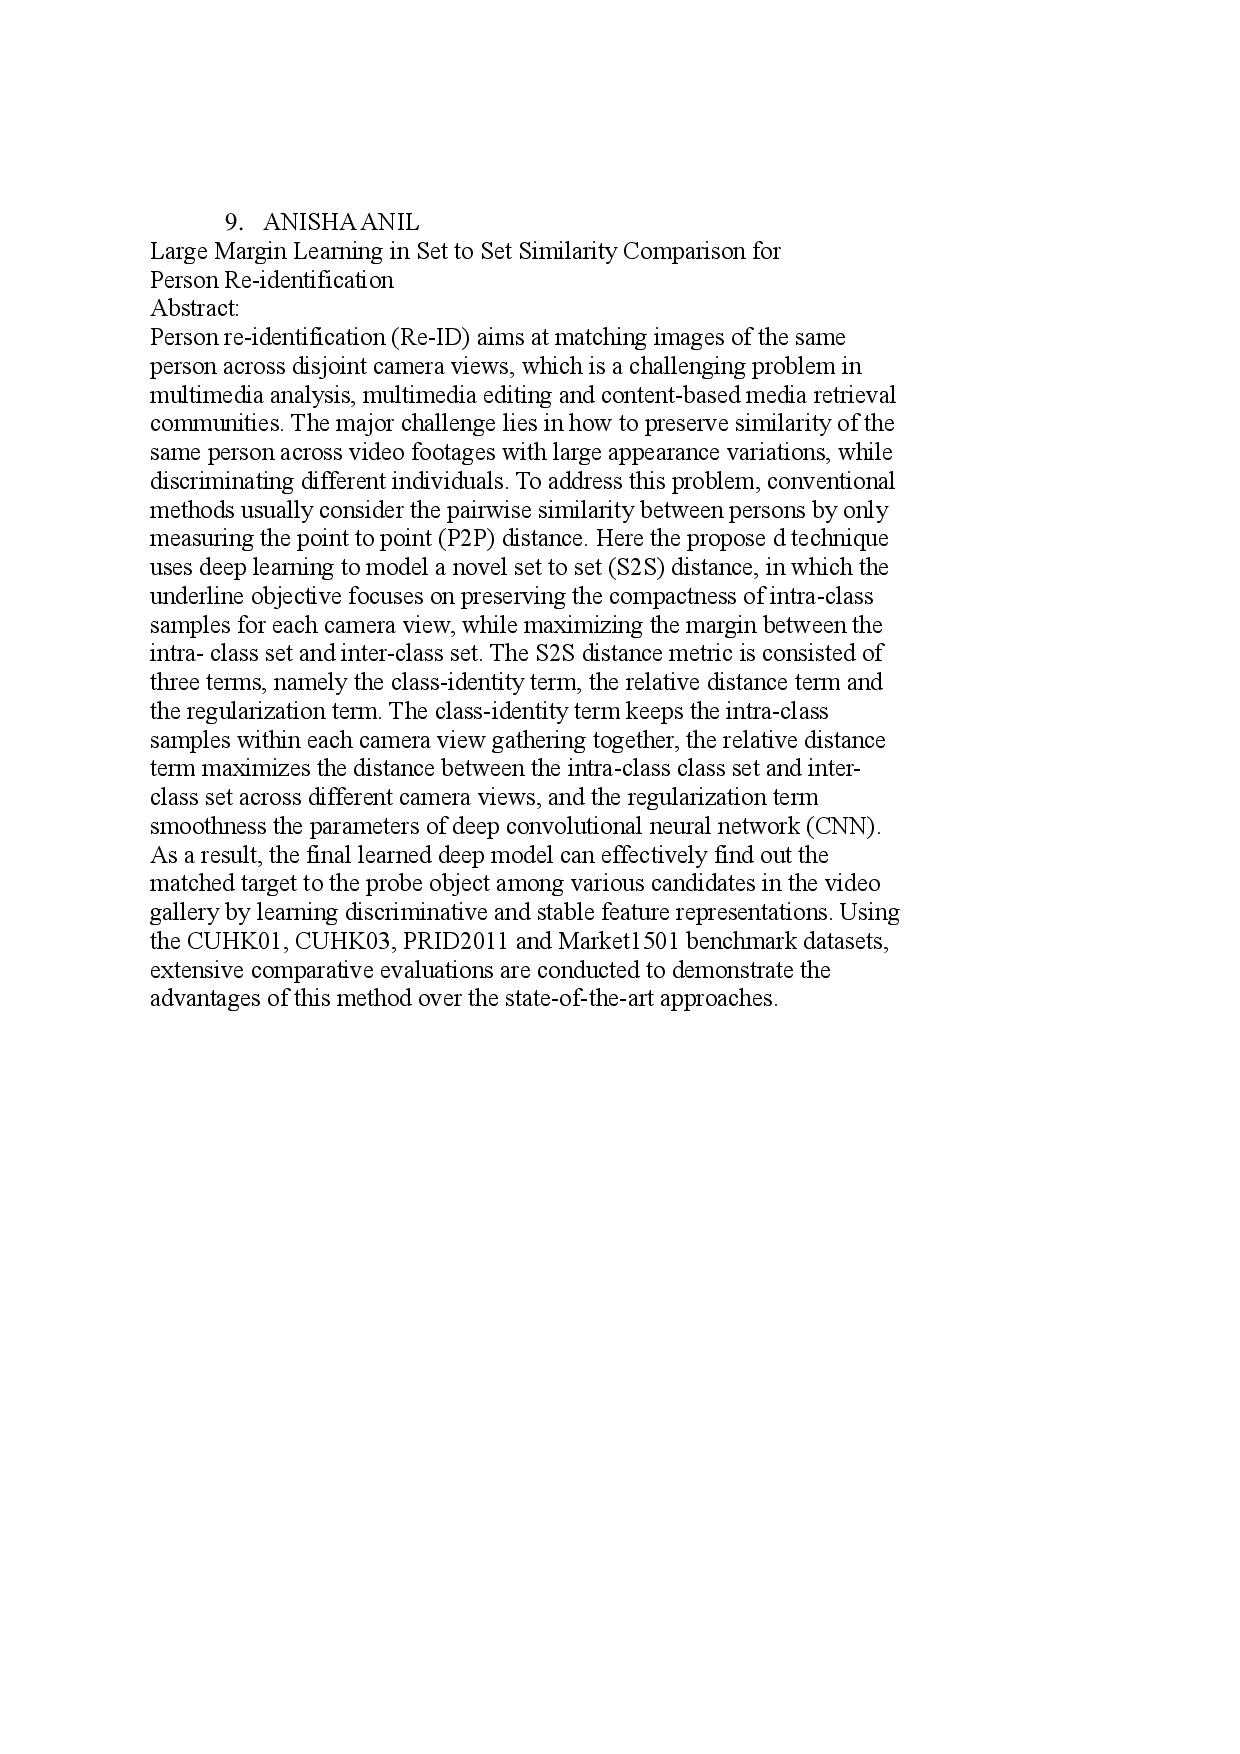 9. ANISHA ANIL
Large Margin Learning in Set to Set Similarity Comparison for
Person Re-identification
Abstract:
Person re-identification (Re-ID) aims at matching images of the same
person across disjoint camera views, which is a challenging problem in
multimedia analysis, multimedia editing and content-based media retrieval
communities. The major challenge lies in how to preserve similarity of the
same person across video footages with large appearance variations, while
discriminating different individuals. To address this problem, conventional
methods usually consider the pairwise similarity between persons by only
measuring the point to point (P2P) distance. Here the propose d technique
uses deep learning to model a novel set to set (S2S) distance, in which the
underline objective focuses on preserving the compactness of intra-class
samples for each camera view, while maximizing the margin between the
intra- class set and inter-class set. The S2S distance metric is consisted of
three terms, namely the class-identity term, the relative distance term and
the regularization term. The class-identity term keeps the intra-class
samples within each camera view gathering together, the relative distance
term maximizes the distance between the intra-class class set and inter-
class set across different camera views, and the regularization term
smoothness the parameters of deep convolutional neural network (CNN).
As a result, the final learned deep model can effectively find out the
matched target to the probe object among various candidates in the video
gallery by learning discriminative and stable feature representations. Using
the CUHK01, CUHK03, PRID2011 and Market1501 benchmark datasets,
extensive comparative evaluations are conducted to demonstrate the
advantages of this method over the state-of-the-art approaches.